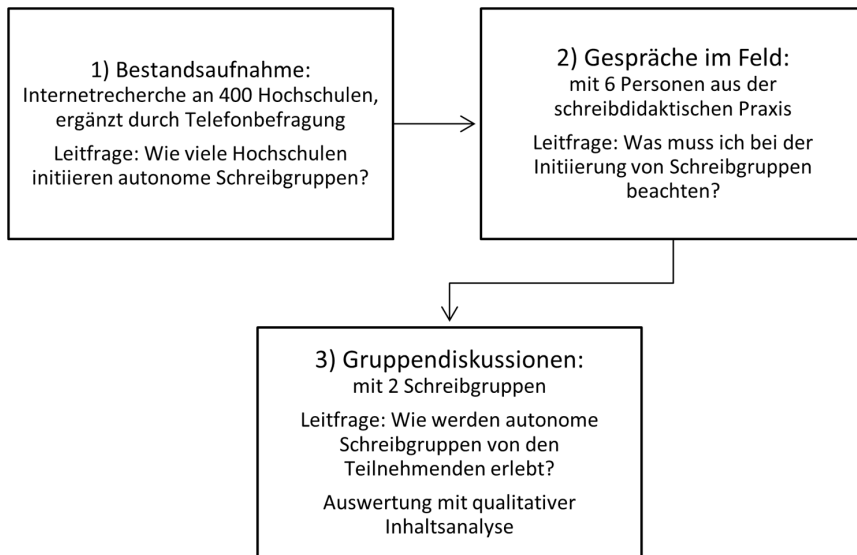 1) Bestandsaufnahme:
Internetrecherche an 400 Hochschulen,
ergänzt durch Telefonbefragung
Leitfrage: Wie viele Hochschulen
initiieren autonome Schreibgruppen?
2) Gespräche im Feld:
mit 6 Personen aus der
schreibdidaktischen Praxis
Leitfrage: Was muss ich bei der
Initiierung von Schreibgruppen
beachten?
3) Gruppendiskussionen:
mit 2 Schreibgruppen
Leitfrage: Wie werden autonome
Schreibgruppen von den
Teilnehmenden erlebt?
Auswertung mit qualitativer
Inhaltsanalyse